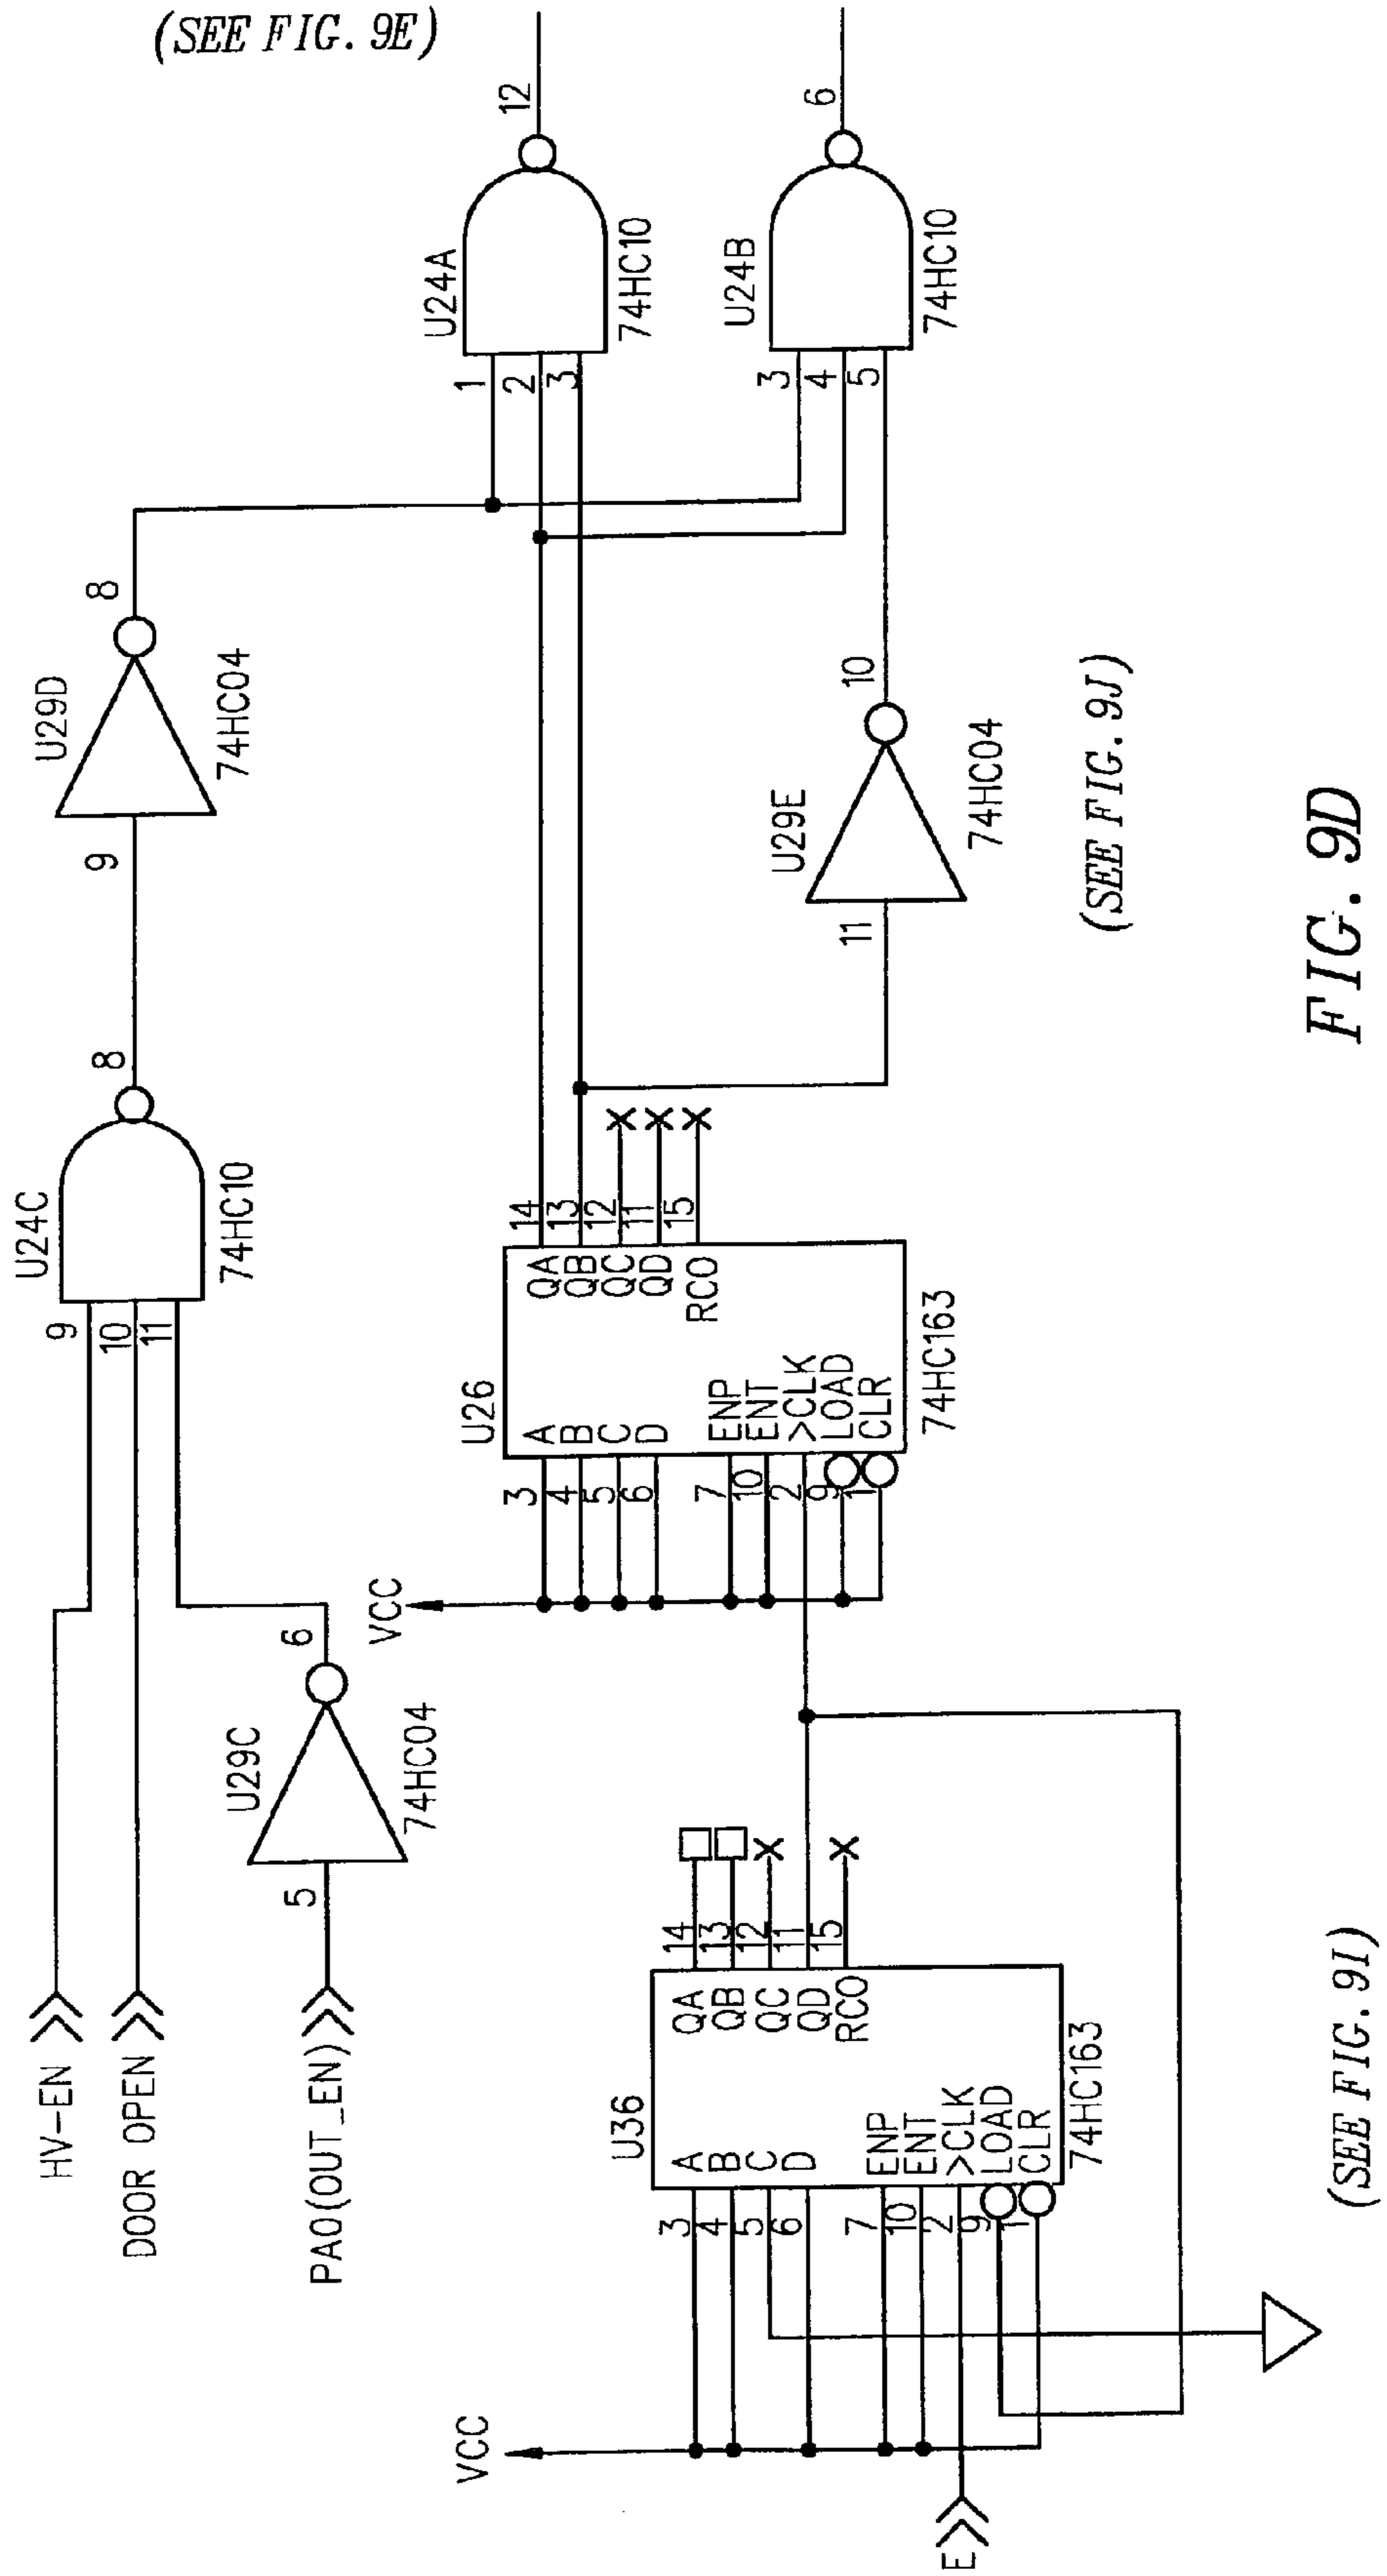 (SEE FIG. 9E)
HV-EN
DOOR OPEN
PA0(OUT_EN)
5
U29C
74HC04
6
9
10
11
U24C
74HC10
8
9
U29D
74HC04
8
1
2
3
U24A
74HC10
12
3
4
5
U24B
74HC10
6
VCC
E
3
4
5
6
7
10
2
9
1
U36
A
B
C
D
ENP
ENT
>CLK
LOAD
CLR
QA
QB
QC
QD
RCO
14
13
12
11
15
74HC163
VCC
3
4
5
6
7
10
2
9
1
U26
A
B
C
D
ENP
ENT
>CLK
LOAD
CLR
QA
QB
QC
QD
RCO
14
13
12
11
15
74HC163
11
U29E
74HC04
10
(SEE FIG. 9I)
(SEE FIG. 9J)
FIG. 9D